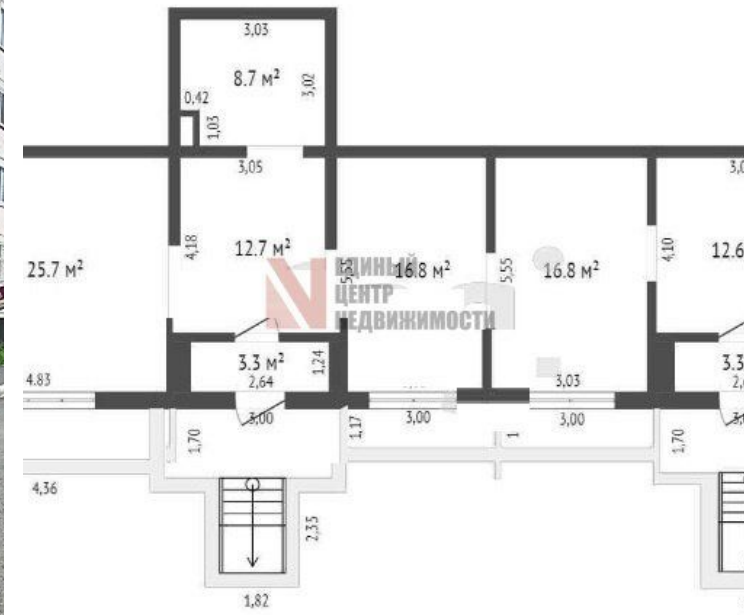 3,03
8.7 м²
3,02
0,42
1,03
3,05
4,18
12.7 м²
25.7 м²
5,55
16.8 м²
5,55
16.8 м²
4,10
12.6
ЕДИНЫЙ
ЦЕНТР
НЕДВИЖИМОСТИ
3.3 м²
2,64
1,24
4.83
3,03
3.3
3,00
1,70
1,17
3,00
1
3,00
1,70
4,36
2,35
1,82